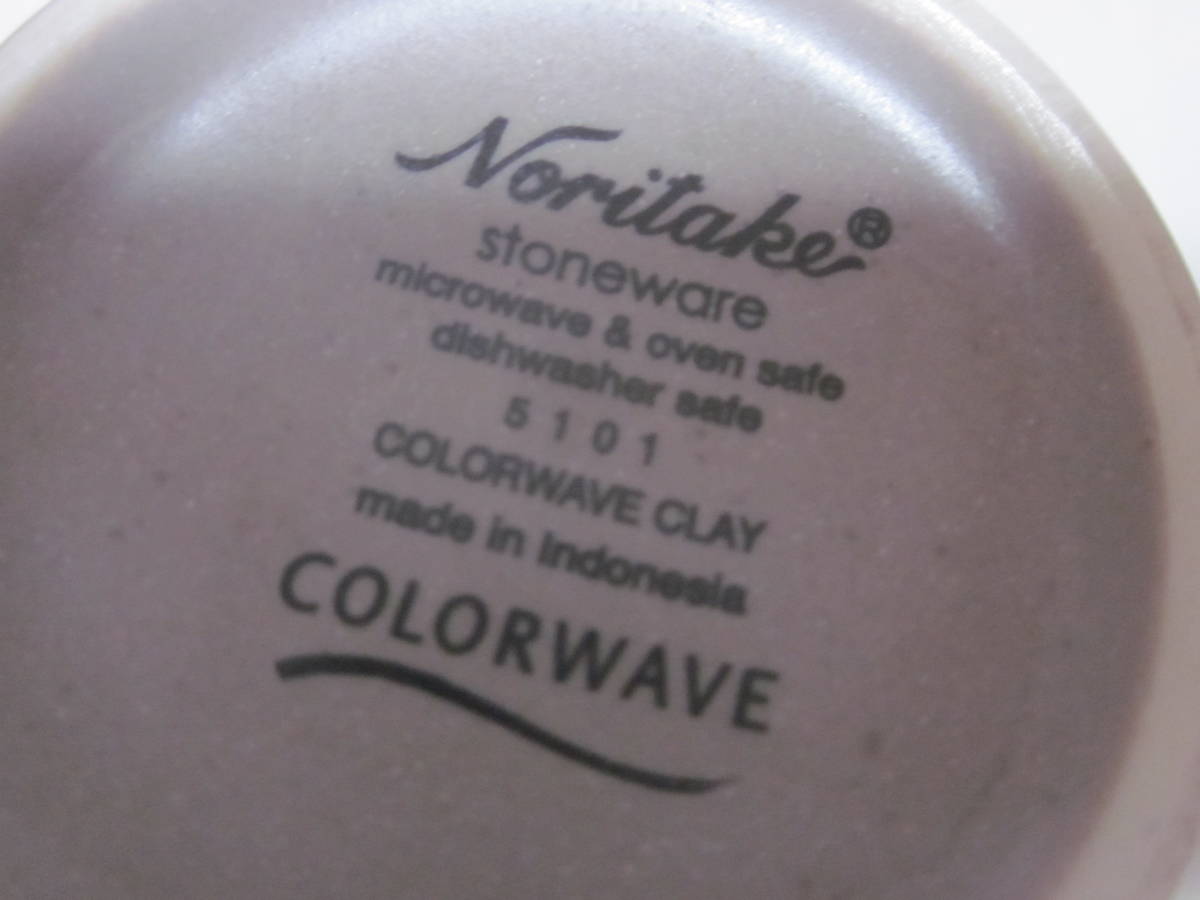 Noritake®
stoneware
microwave & oven safe
dishwasher safe
5101
COLORWAVE CLAY
made in Indonesia
COLORWAVE